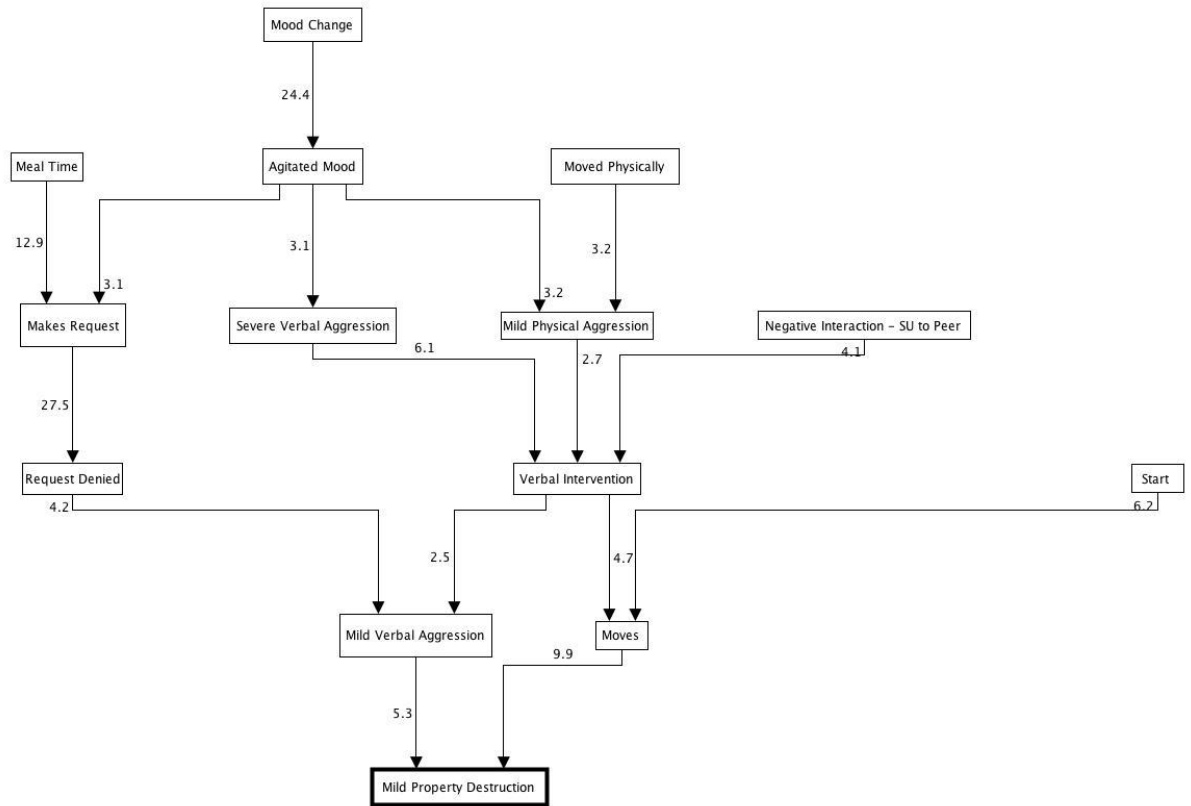 Mood Change
24.4
Meal Time
Agitated Mood
Moved Physically
12.9
3.1
3.2
3.1
3.2
Makes Request
Severe Verbal Aggression
Mild Physical Aggression
Negative Interaction – SU to Peer
6.1
2.7
4.1
27.5
Request Denied
Verbal Intervention
Start
4.2
6.2
2.5
4.7
Mild Verbal Aggression
Moves
9.9
5.3
Mild Property Destruction